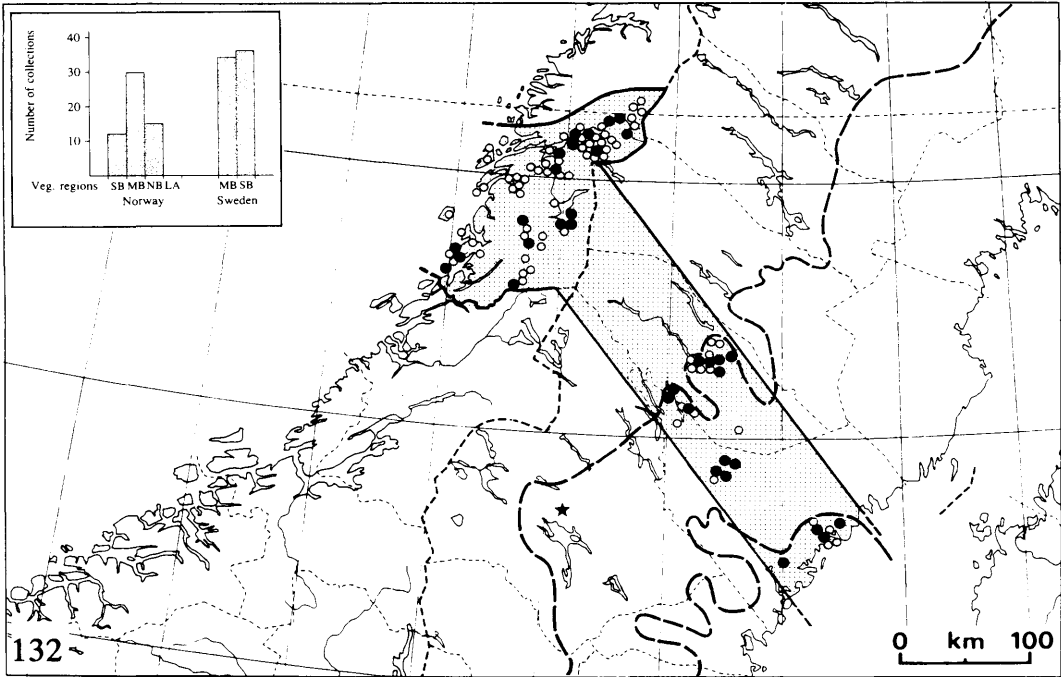 Number of collections
40
30
20
10
Veg. regions SB MB NB LA MB SB
Norway Sweden
132
0 km 100